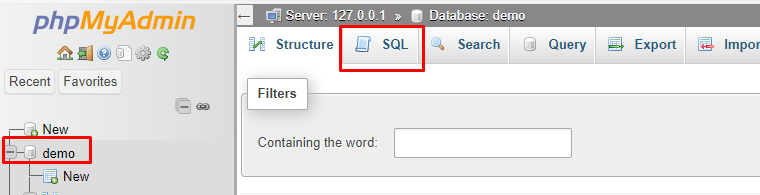 phpMyAdmin
Recent Favorites
New
demo
New
Server: 127.0.0.1 » Database: demo
Structure SQL Search Query Export Impor
Filters
Containing the word: